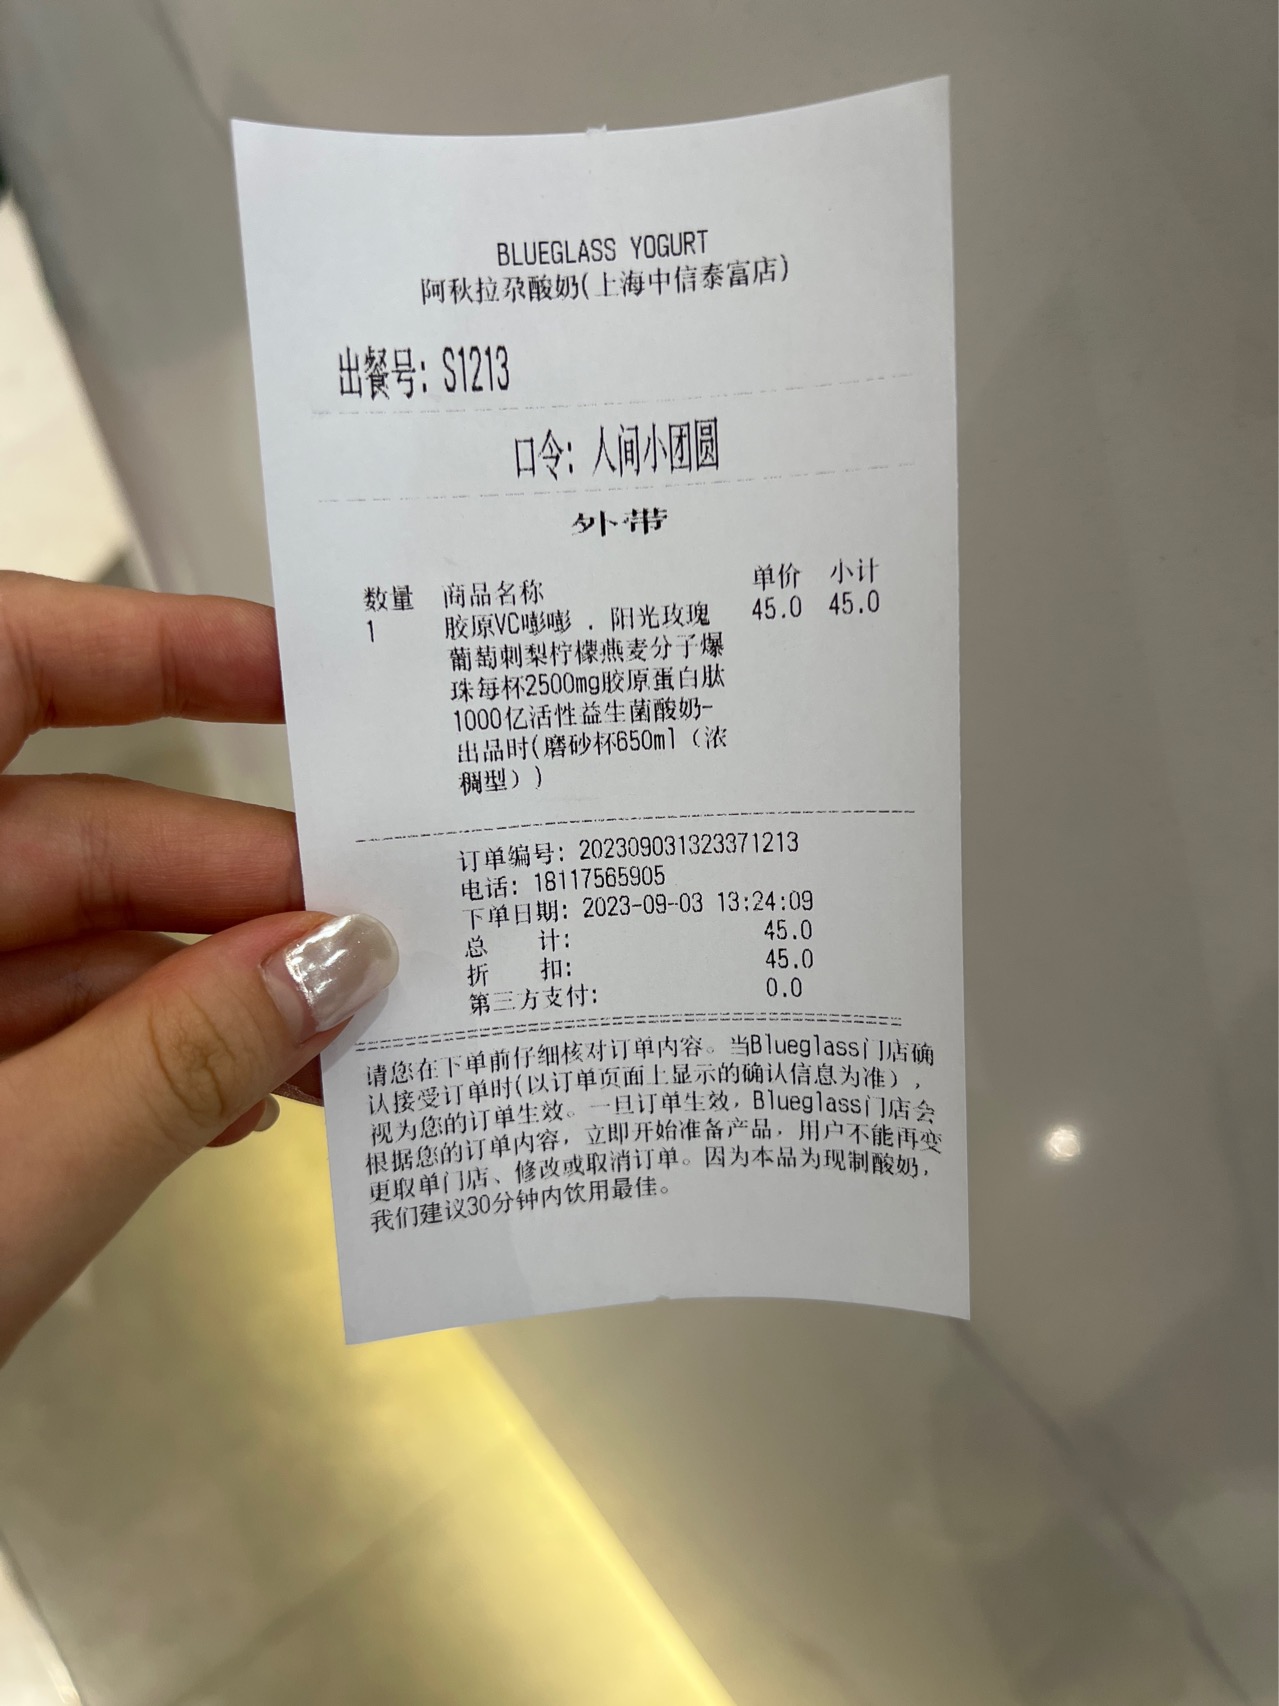 BLUEGLASS YOGURT
阿秋拉尕酸奶(上海中信泰富店)
出餐号: S1213
口令: 人间小团圆
外带
数量 商品名称 单价 小计
1 胶原VC嘭嘭 . 阳光玫瑰 45.0 45.0
葡萄刺梨柠檬燕麦分子爆
珠每杯2500mg胶原蛋白肽
1000亿活性益生菌酸奶-
出品时(磨砂杯650ml（浓
稠型）)
订单编号: 202309031323371213
电话: 18117565905
下单日期: 2023-09-03 13:24:09
总 计: 45.0
折 扣: 45.0
第三方支付: 0.0
请您在下单前仔细核对订单内容。当Blueglass门店确
认接受订单时(以订单页面上显示的确认信息为准)，
视为您的订单生效。一旦订单生效，Blueglass门店会
根据您的订单内容，立即开始准备产品，用户不能再变
更取单门店、修改或取消订单。因为本品为现制酸奶，
我们建议30分钟内饮用最佳。